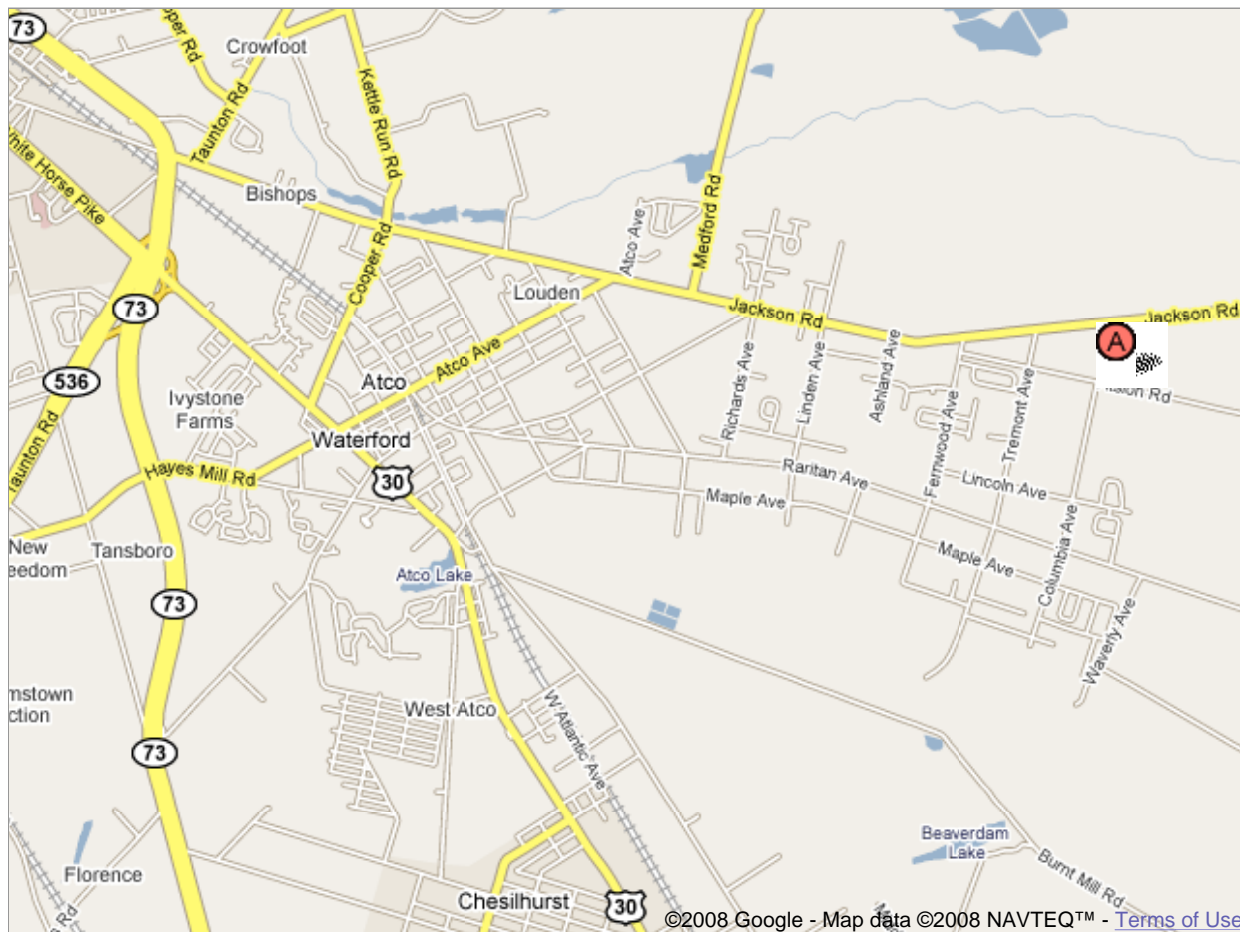 73
oper Rd
Crowfoot
Taunton Rd
Kettle Run Rd
White Horse Pike
Bishops
Medford Rd
Atco Ave
Cooper Rd
Louden
Jackson Rd
Jackson Rd
73
A
536
Atco Ave
Atco
Ivystone
Farms
Richards Ave
Linden Ave
Ashland Ave
Fernwood Ave
Tremont Ave
Taunton Rd
Waterford
Hayes Mill Rd
30
Raritan Ave
Lincoln Ave
Maple Ave
New
eedom
Tansboro
Atco Lake
Maple Ave
Columbia Ave
Waverly Ave
73
mstown
ction
West Atco
W Atlantic Ave
73
Beaverdam
Lake
Burnt Mill Rd
Florence
Chesilhurst
30
©2008 Google - Map data ©2008 NAVTEQ™ - Terms of Use